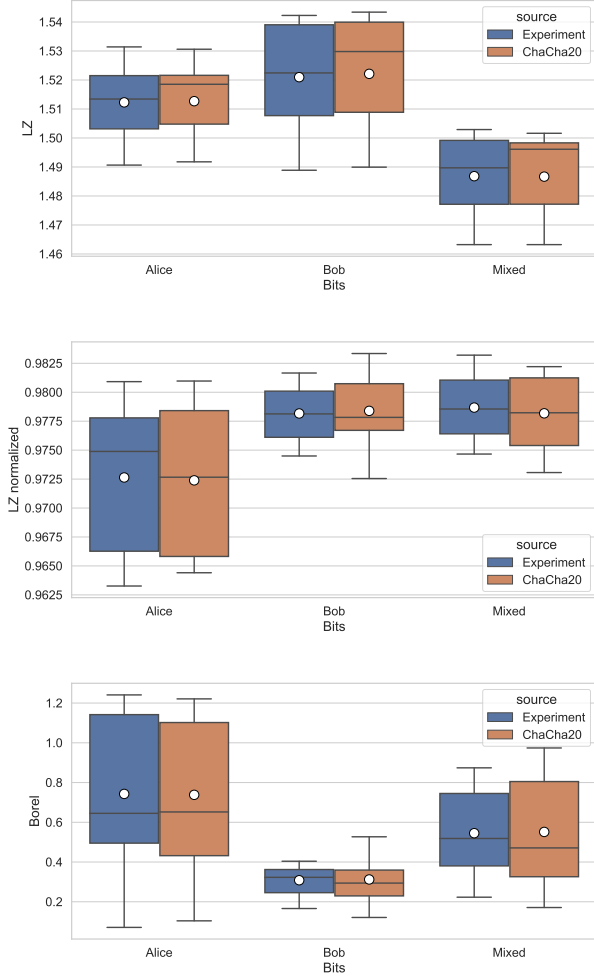 LZ
1.54
1.53
1.52
1.51
1.50
1.49
1.48
1.47
1.46
source
Experiment
ChaCha20
Alice
Bob
Mixed
Bits
LZ normalized
0.9825
0.9800
0.9775
0.9750
0.9725
0.9700
0.9675
0.9650
0.9625
source
Experiment
ChaCha20
Alice
Bob
Mixed
Bits
Borel
1.2
1.0
0.8
0.6
0.4
0.2
source
Experiment
ChaCha20
Alice
Bob
Mixed
Bits